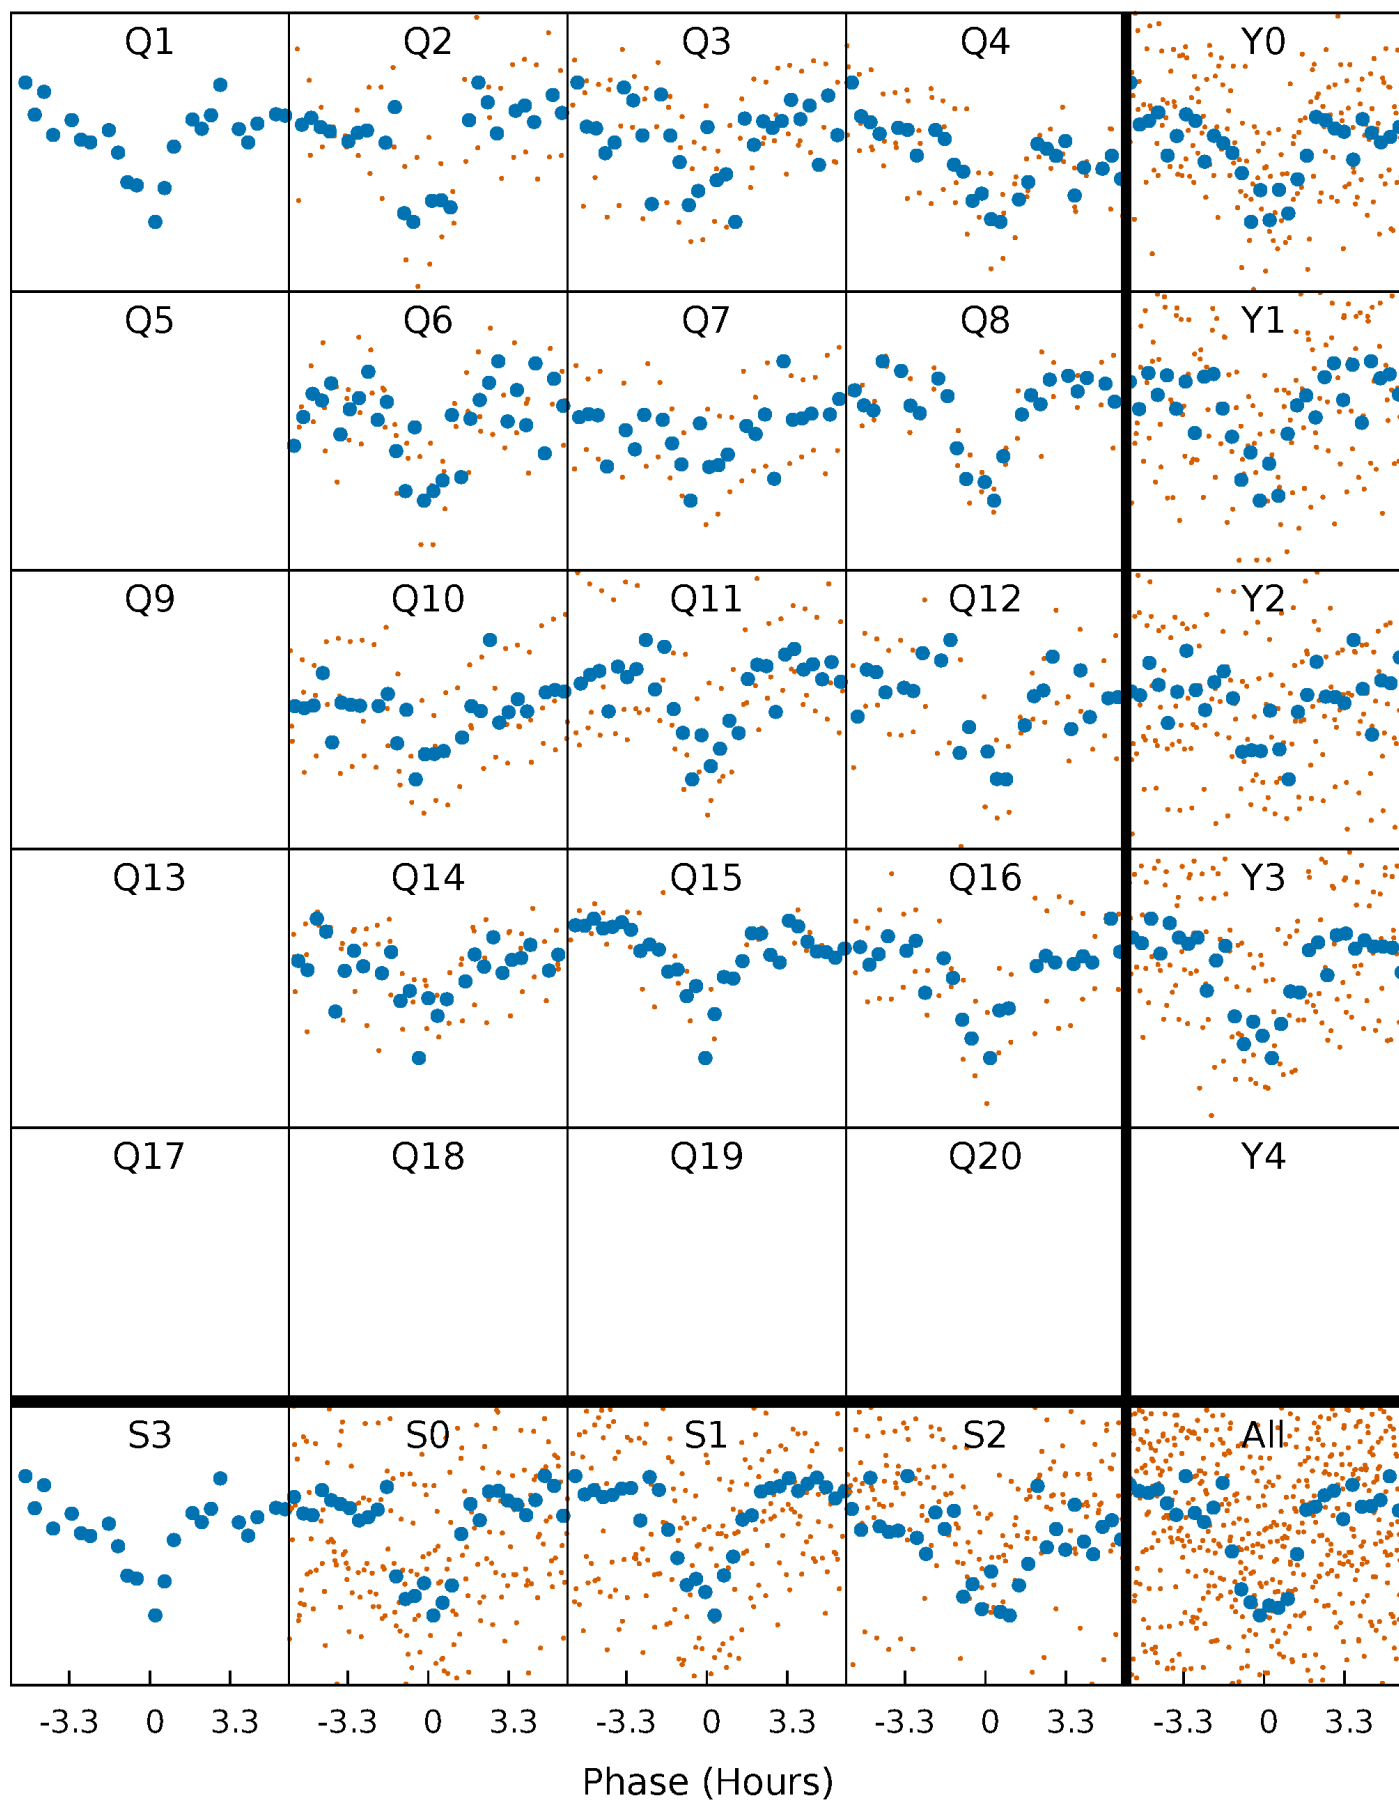 Q1 Q2 Q3 Q4 Y0
Q5 Q6 Q7 Q8 Y1
Q9 Q10 Q11 Q12 Y2
Q13 Q14 Q15 Q16 Y3
Q17 Q18 Q19 Q20 Y4
S3 S0 S1 S2 All
-3.3 0 3.3 -3.3 0 3.3 -3.3 0 3.3 -3.3 0 3.3 -3.3 0 3.3
Phase (Hours)